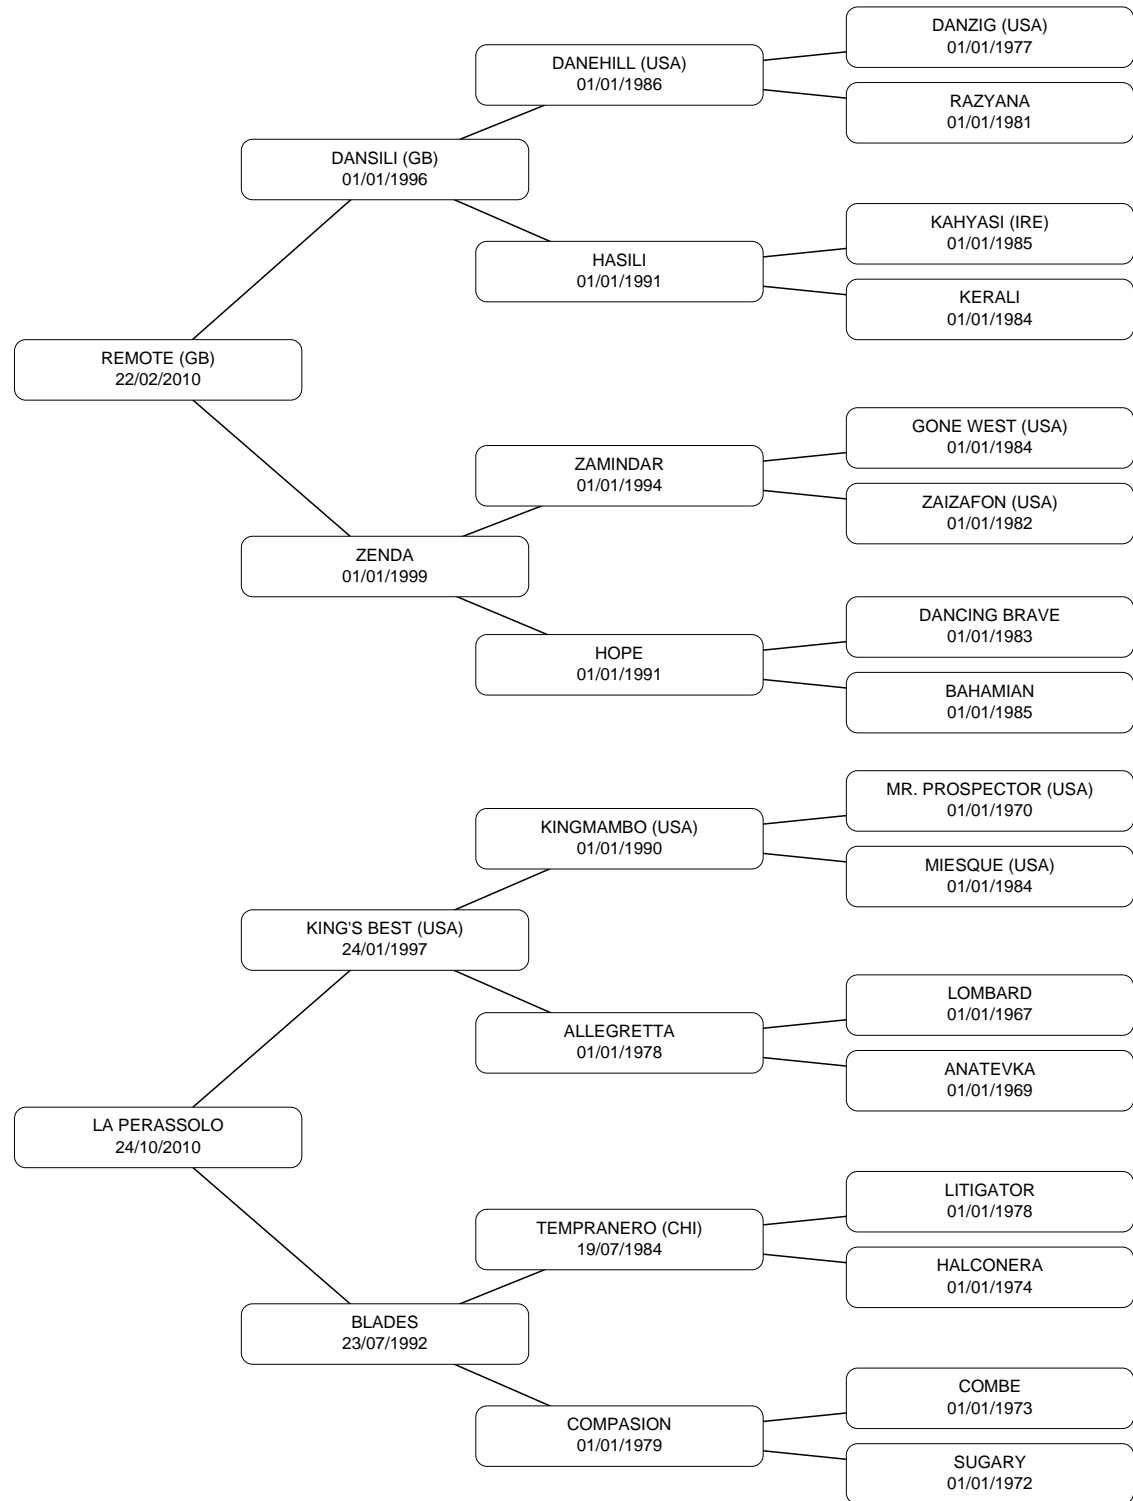 DANZIG (USA)
01/01/1977
DANEHILL (USA)
01/01/1986
RAZYANA
01/01/1981
DANSILI (GB)
01/01/1996
KAHYASI (IRE)
01/01/1985
HASILI
01/01/1991
KERALI
01/01/1984
REMOTE (GB)
22/02/2010
GONE WEST (USA)
01/01/1984
ZAMINDAR
01/01/1994
ZAIZAFON (USA)
01/01/1982
ZENDA
01/01/1999
DANCING BRAVE
01/01/1983
HOPE
01/01/1991
BAHAMIAN
01/01/1985
MR. PROSPECTOR (USA)
01/01/1970
KINGMAMBO (USA)
01/01/1990
MIESQUE (USA)
01/01/1984
KING'S BEST (USA)
24/01/1997
LOMBARD
01/01/1967
ALLEGRETTA
01/01/1978
ANATEVKA
01/01/1969
LA PERASSOLO
24/10/2010
LITIGATOR
01/01/1978
TEMPRANERO (CHI)
19/07/1984
HALCONERA
01/01/1974
BLADES
23/07/1992
COMBE
01/01/1973
COMPASION
01/01/1979
SUGARY
01/01/1972